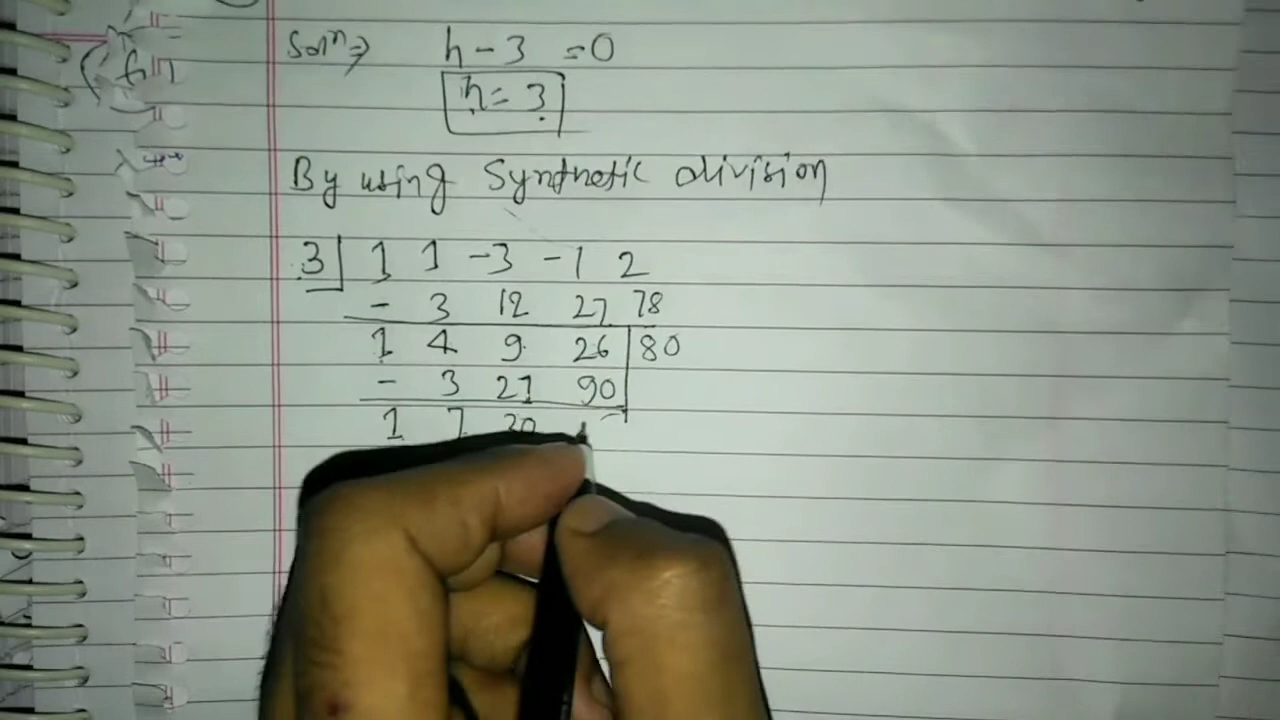 Solⁿ⇒ h - 3 = 0
h = 3
By using Synthetic division
3 1 1 -3 -1 2
- 3 12 27 78
1 4 9 26 80
- 3 21 90
1 7 30